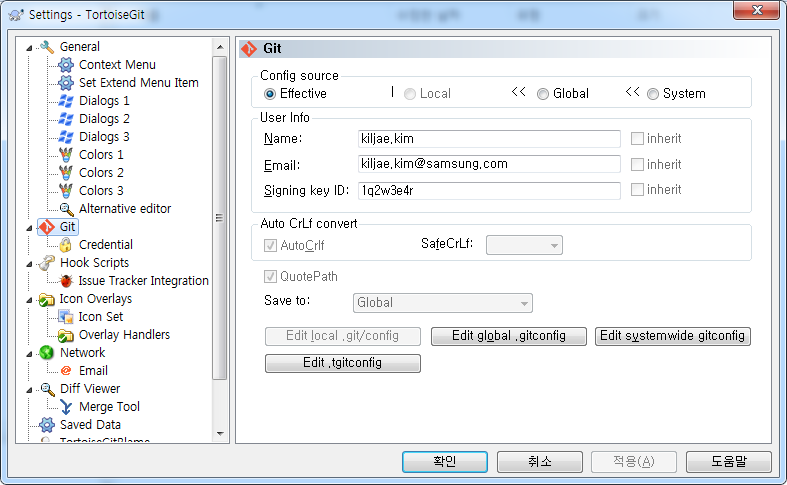 Settings - TortoiseGit
General
Context Menu
Set Extend Menu Item
Dialogs 1
Dialogs 2
Dialogs 3
Colors 1
Colors 2
Colors 3
Alternative editor
Git
Credential
Hook Scripts
Issue Tracker Integration
Icon Overlays
Icon Set
Overlay Handlers
Network
Email
Diff Viewer
Merge Tool
Saved Data
TortoiseGitBlame
Git
Config source
Effective | Local << Global << System
User Info
Name: kiljae.kim inherit
Email: kiljae.kim@samsung.com inherit
Signing key ID: 1q2w3e4r inherit
Auto CrLf convert
AutoCrlf SafeCrLf:
QuotePath
Save to: Global
Edit local .git/config Edit global .gitconfig Edit systemwide gitconfig
Edit .tgitconfig
확인 취소 적용(A) 도움말